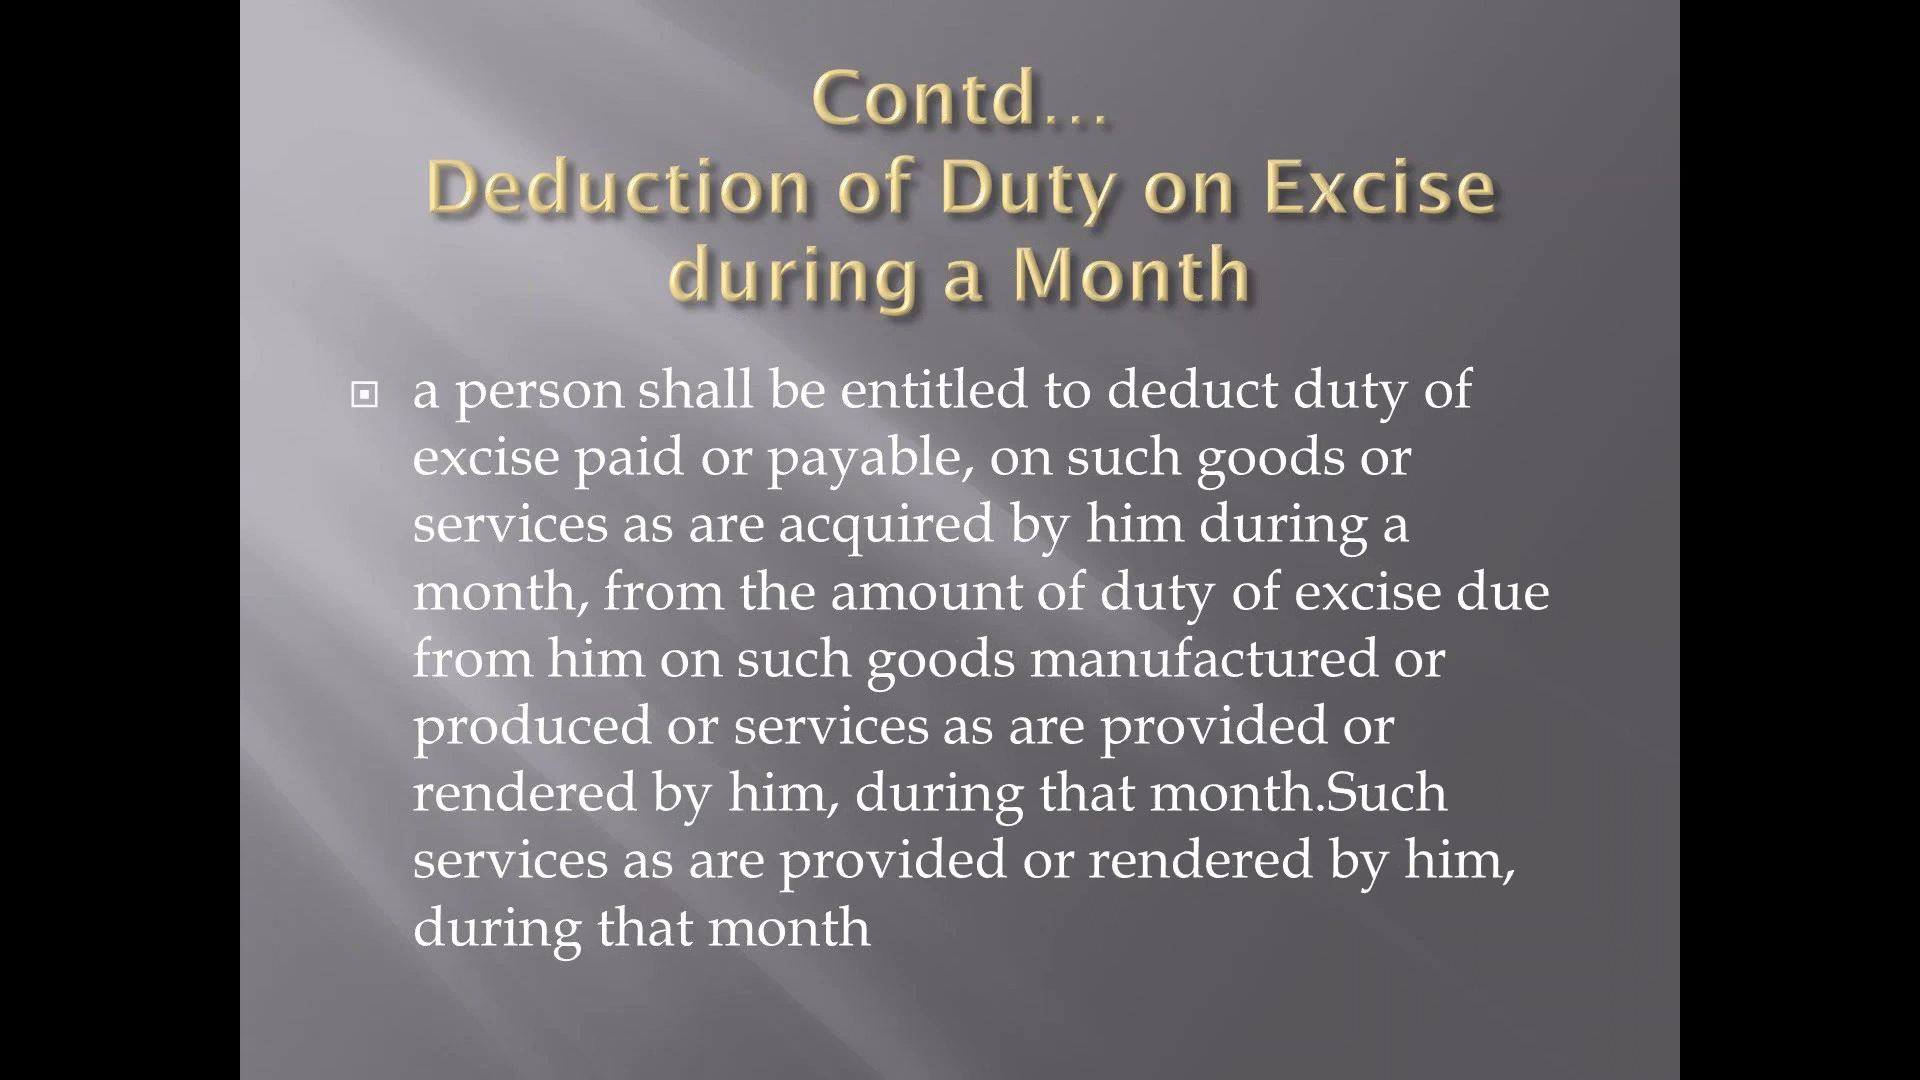 Contd...
Deduction of Duty on Excise
during a Month
a person shall be entitled to deduct duty of
excise paid or payable, on such goods or
services as are acquired by him during a
month, from the amount of duty of excise due
from him on such goods manufactured or
produced or services as are provided or
rendered by him, during that month.Such
services as are provided or rendered by him,
during that month